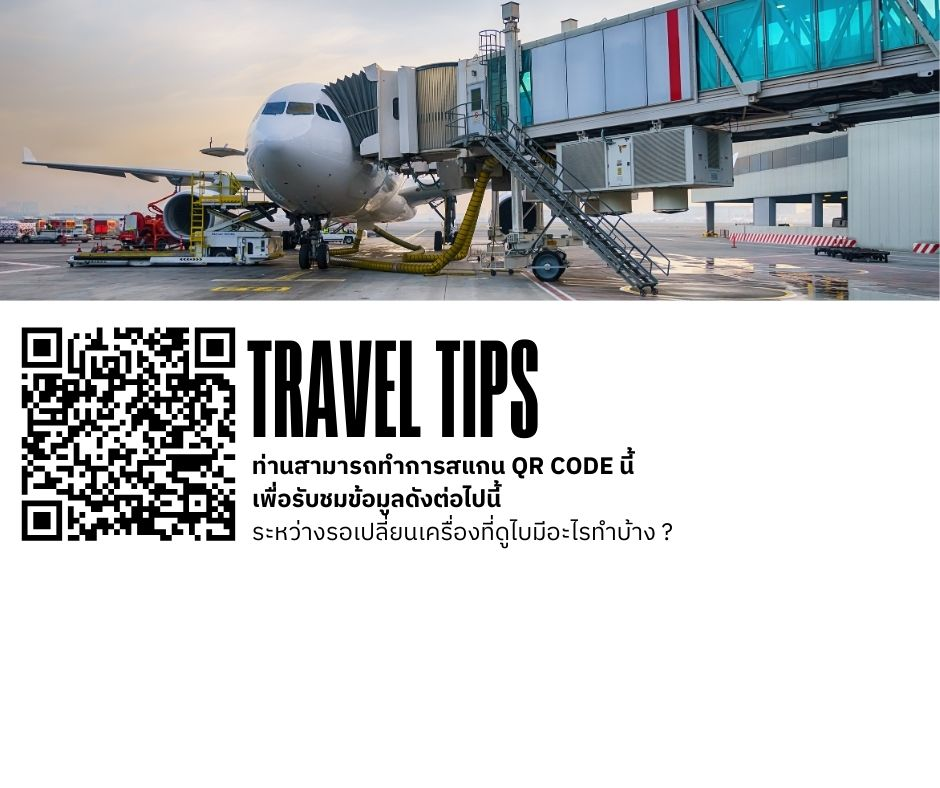 TRAVEL TIPS
ท่านสามารถทำการสแกน QR CODE นี้
เพื่อรับชมข้อมูลดังต่อไปนี้
ระหว่างรอเปลี่ยนเครื่องที่ดูไบมีอะไรทำบ้าง ?